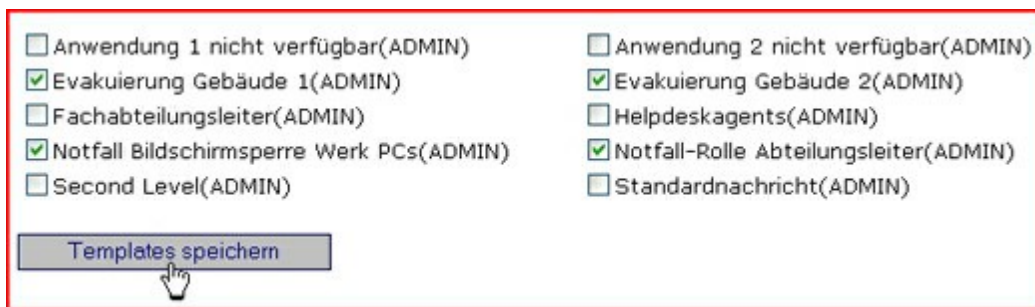 Anwendung 1 nicht verfügbar(ADMIN)
Anwendung 2 nicht verfügbar(ADMIN)
Evakuierung Gebäude 1(ADMIN)
Evakuierung Gebäude 2(ADMIN)
Fachabteilungsleiter(ADMIN)
Helpdeskagents(ADMIN)
Notfall Bildschirmsperre Werk PCs(ADMIN)
Notfall-Rolle Abteilungsleiter(ADMIN)
Second Level(ADMIN)
Standardnachricht(ADMIN)
Templates speichern